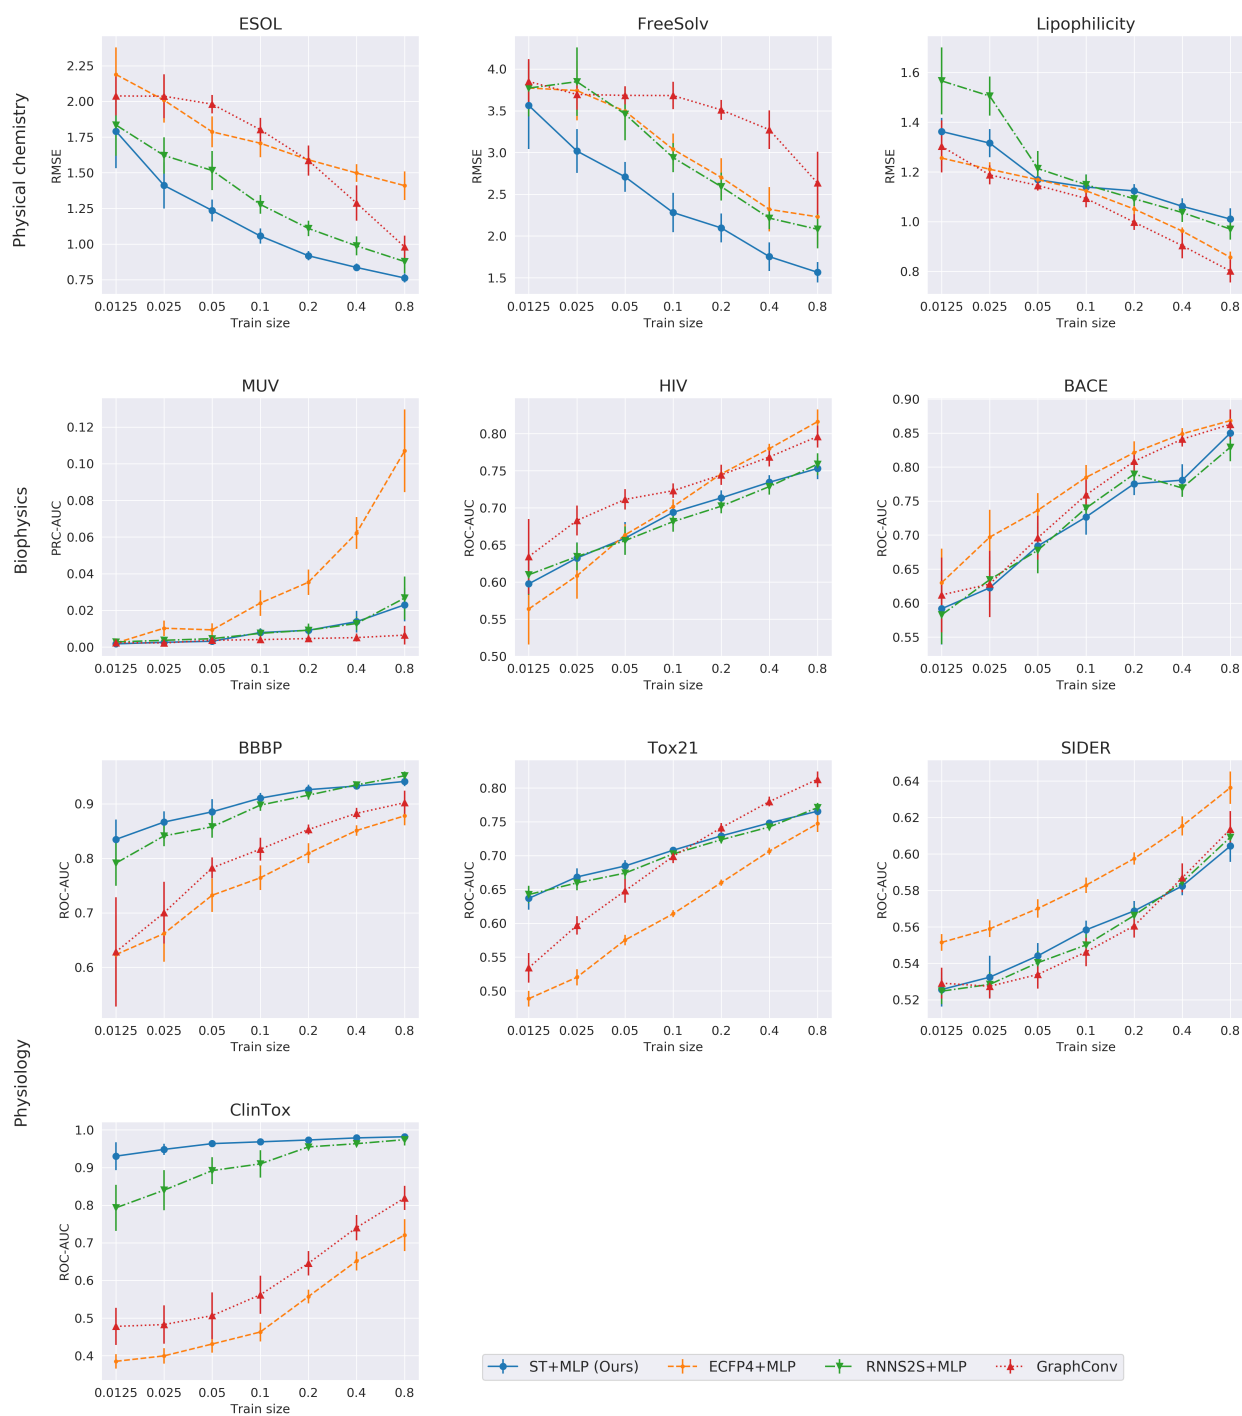 Physical chemistry
ESOL
RMSE
2.25
2.00
1.75
1.50
1.25
1.00
0.75
0.0125 0.025 0.05 0.1 0.2 0.4 0.8
Train size
FreeSolv
RMSE
4.0
3.5
3.0
2.5
2.0
1.5
0.0125 0.025 0.05 0.1 0.2 0.4 0.8
Train size
Lipophilicity
RMSE
1.6
1.4
1.2
1.0
0.8
0.0125 0.025 0.05 0.1 0.2 0.4 0.8
Train size
Biophysics
MUV
PRC-AUC
0.12
0.10
0.08
0.06
0.04
0.02
0.00
0.0125 0.025 0.05 0.1 0.2 0.4 0.8
Train size
HIV
ROC-AUC
0.80
0.75
0.70
0.65
0.60
0.55
0.50
0.0125 0.025 0.05 0.1 0.2 0.4 0.8
Train size
BACE
ROC-AUC
0.90
0.85
0.80
0.75
0.70
0.65
0.60
0.55
0.0125 0.025 0.05 0.1 0.2 0.4 0.8
Train size
Physiology
BBBP
ROC-AUC
0.9
0.8
0.7
0.6
0.0125 0.025 0.05 0.1 0.2 0.4 0.8
Train size
Tox21
ROC-AUC
0.80
0.75
0.70
0.65
0.60
0.55
0.50
0.0125 0.025 0.05 0.1 0.2 0.4 0.8
Train size
SIDER
ROC-AUC
0.64
0.62
0.60
0.58
0.56
0.54
0.52
0.0125 0.025 0.05 0.1 0.2 0.4 0.8
Train size
ClinTox
ROC-AUC
1.0
0.9
0.8
0.7
0.6
0.5
0.4
0.0125 0.025 0.05 0.1 0.2 0.4 0.8
Train size
ST+MLP (Ours) ECFP4+MLP RNNS2S+MLP GraphConv